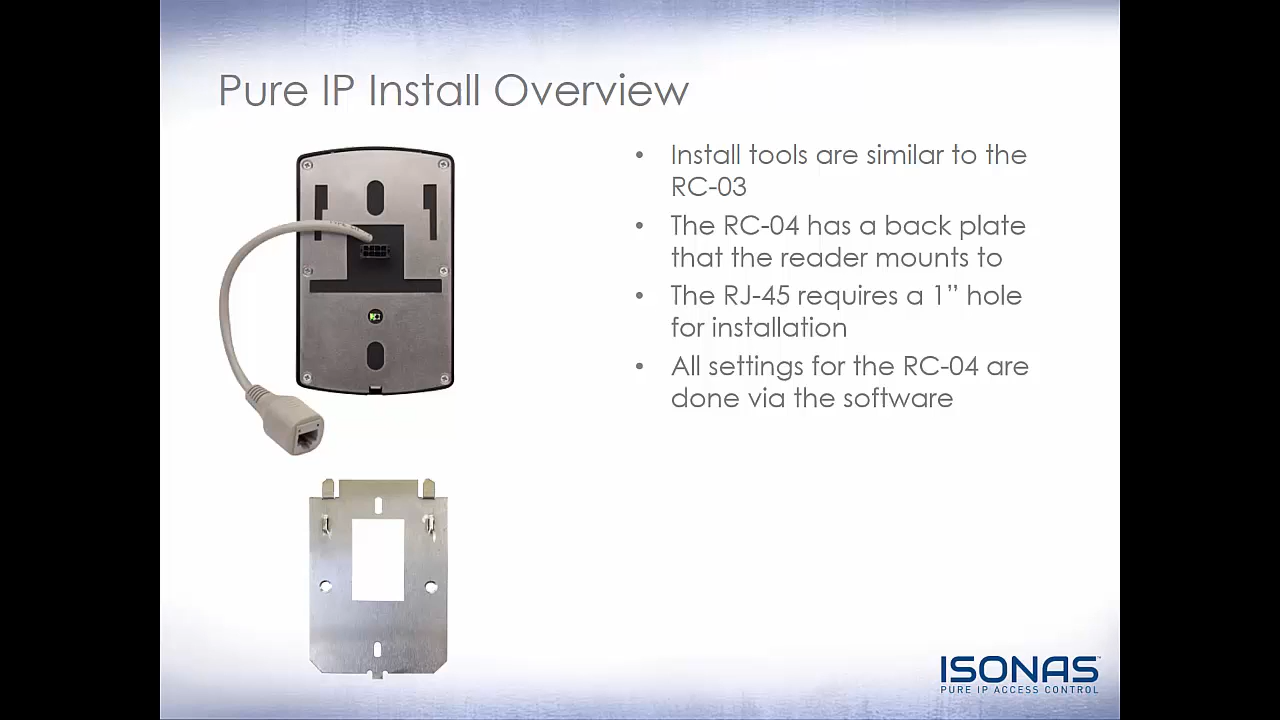 Pure IP Install Overview
• Install tools are similar to the
RC-03
• The RC-04 has a back plate
that the reader mounts to
• The RJ-45 requires a 1” hole
for installation
• All settings for the RC-04 are
done via the software
ISONAS™
PURE IP ACCESS CONTROL